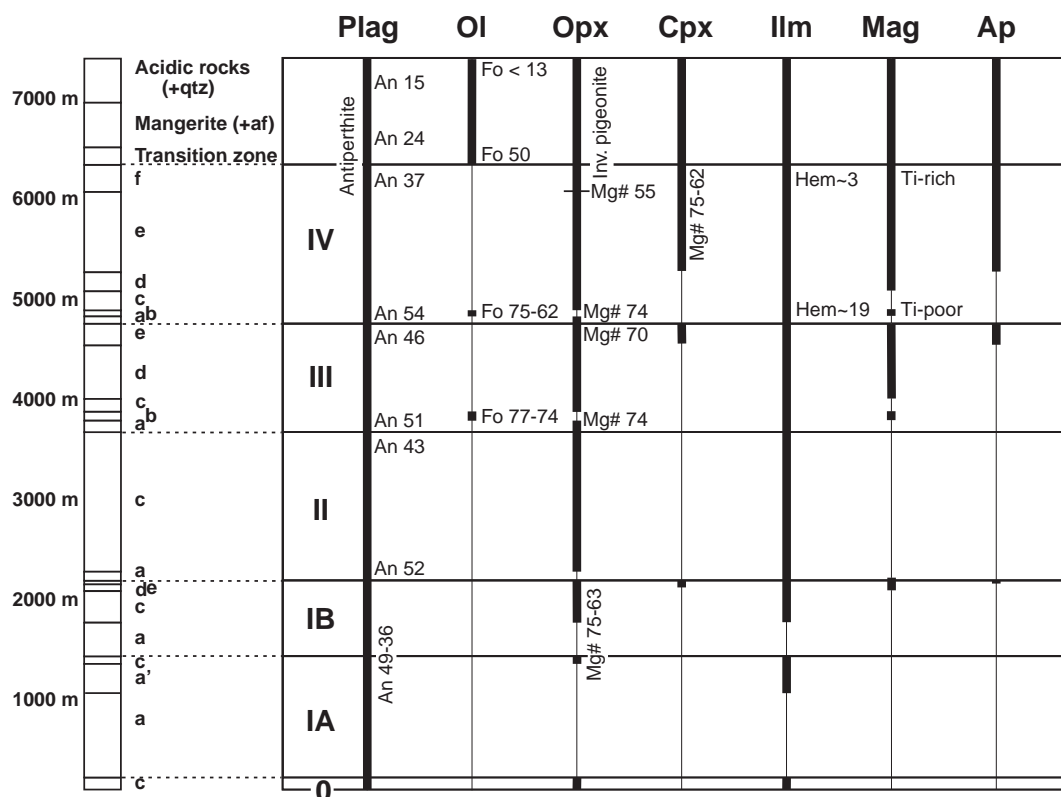 Plag Ol Opx Cpx Ilm Mag Ap
Acidic rocks
(+qtz)
Mangerite (+af)
Transition zone
7000 m
6000 m
5000 m
4000 m
3000 m
2000 m
1000 m
f
e
d
c
b
a
e
d
c
b
a
c
a
e
d
c
a
c
a'
a
c
IV
III
II
IB
IA
0
Antiperthite
An 15
An 24
An 37
An 54
An 46
An 51
An 43
An 52
An 49-36
Fo < 13
Fo 50
Fo 75-62
Fo 77-74
Inv. pigeonite
Mg# 55
Mg# 74
Mg# 70
Mg# 74
Mg# 75-63
Mg# 75-62
Hem~3
Hem~19
Ti-rich
Ti-poor